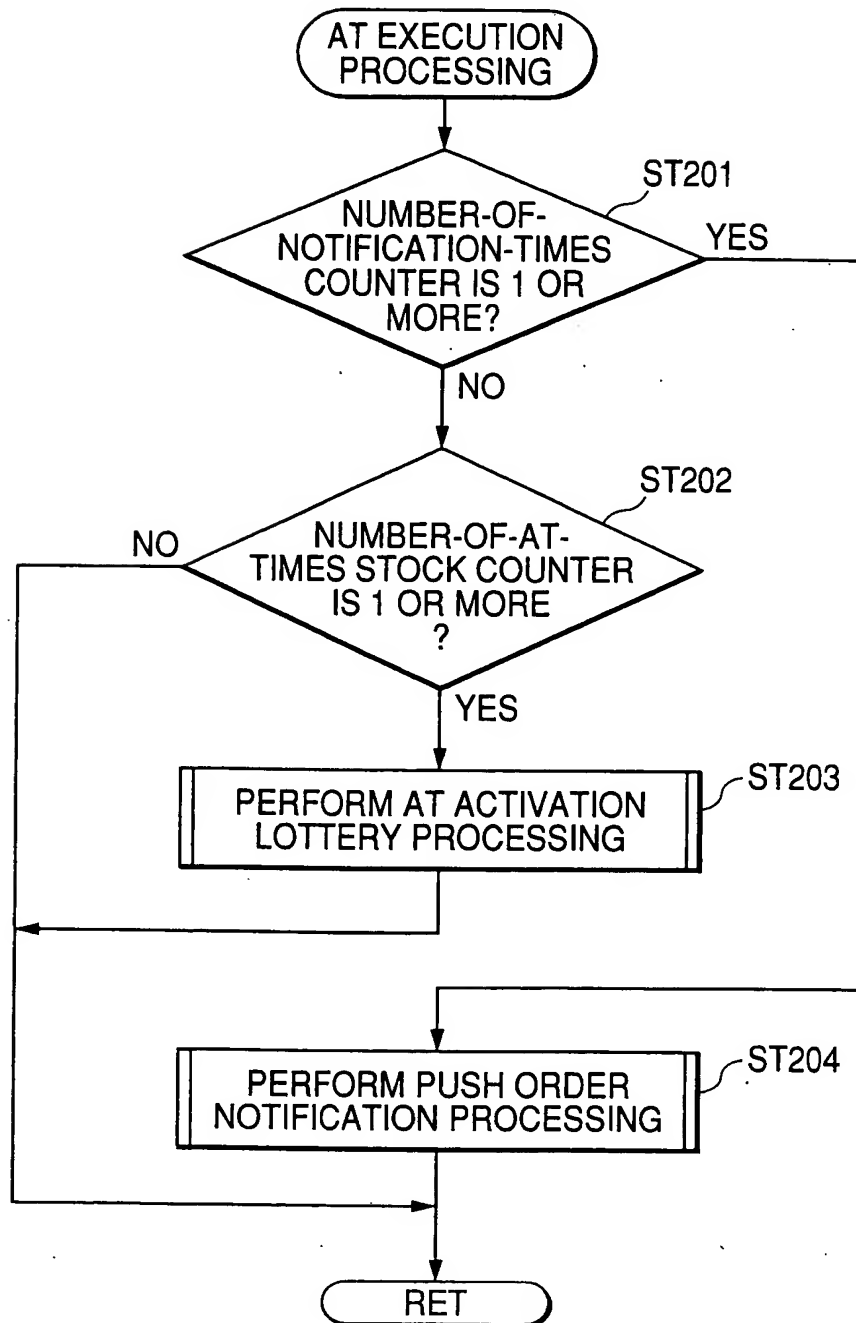 AT EXECUTION
PROCESSING
ST201
NUMBER-OF-
NOTIFICATION-TIMES
COUNTER IS 1 OR
MORE?
YES
NO
ST202
NUMBER-OF-AT-
TIMES STOCK COUNTER
IS 1 OR MORE
?
NO
YES
ST203
PERFORM AT ACTIVATION
LOTTERY PROCESSING
ST204
PERFORM PUSH ORDER
NOTIFICATION PROCESSING
RET